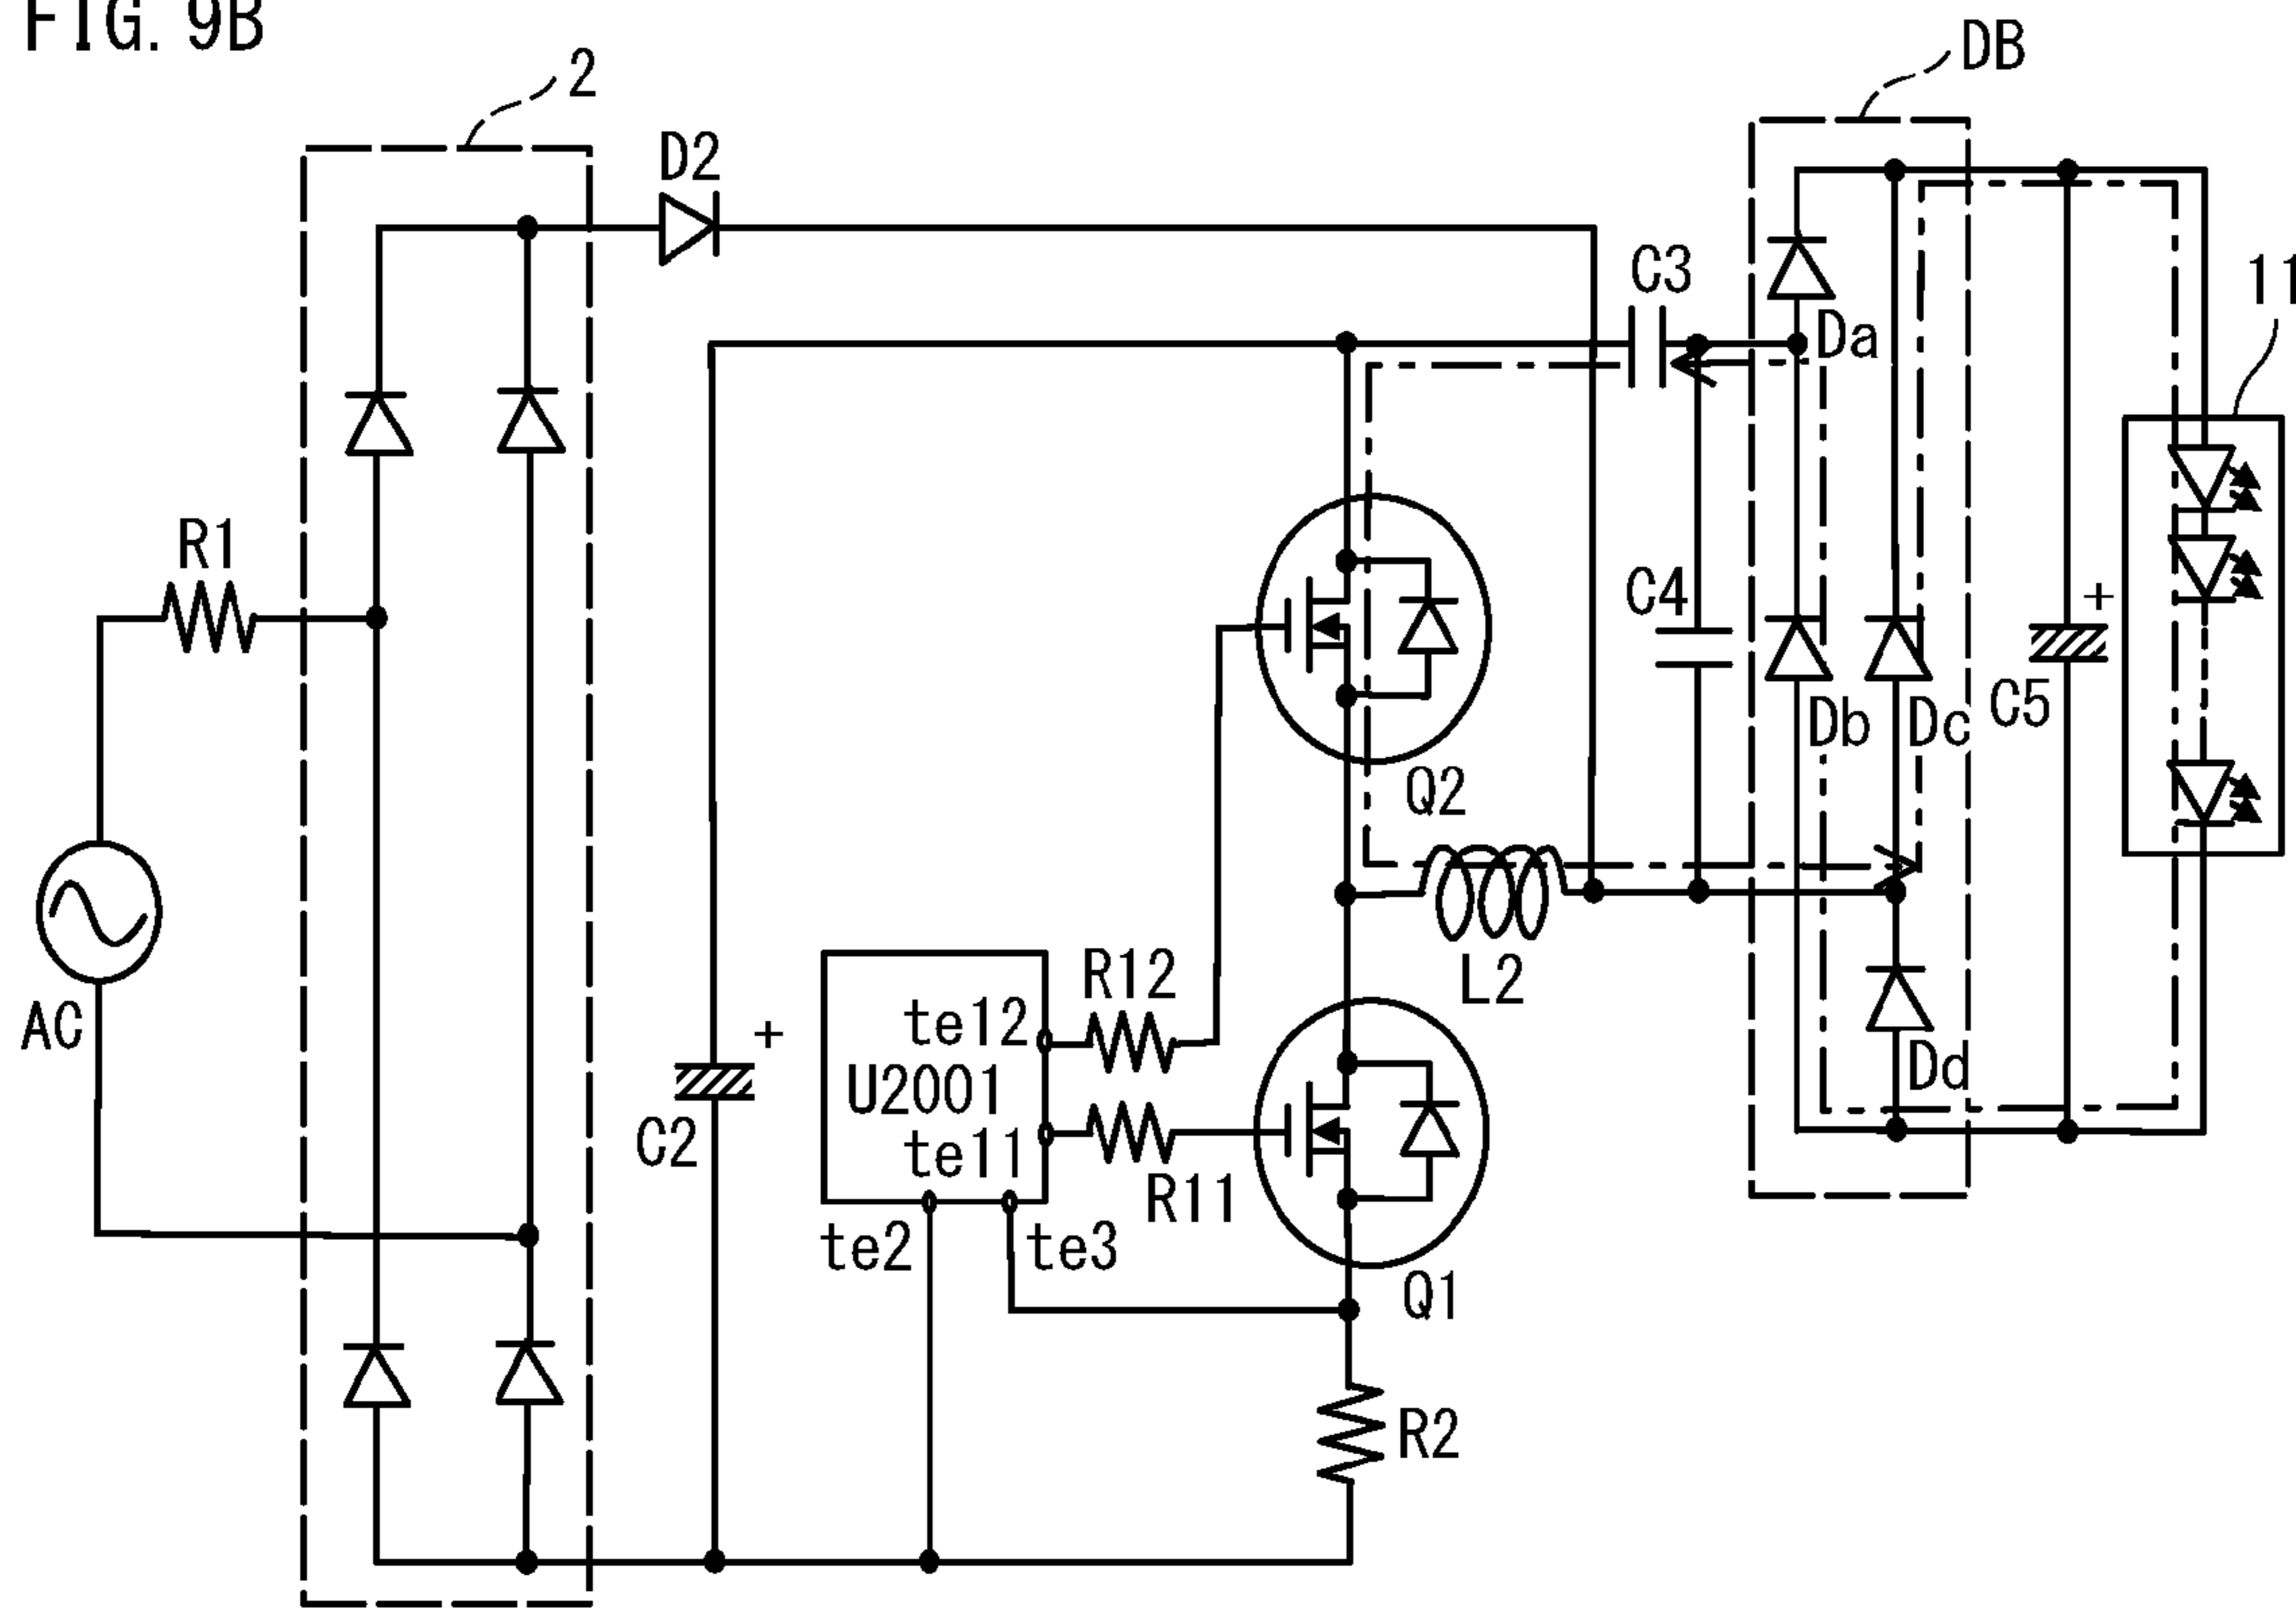 FIG. 9B
2
DB
D2
C3
Da
11
R1
C4
+
Db
Dc
C5
Q2
L2
AC
R12
te12
U2001
te11
+
C2
R11
Dd
te2
te3
Q1
R2